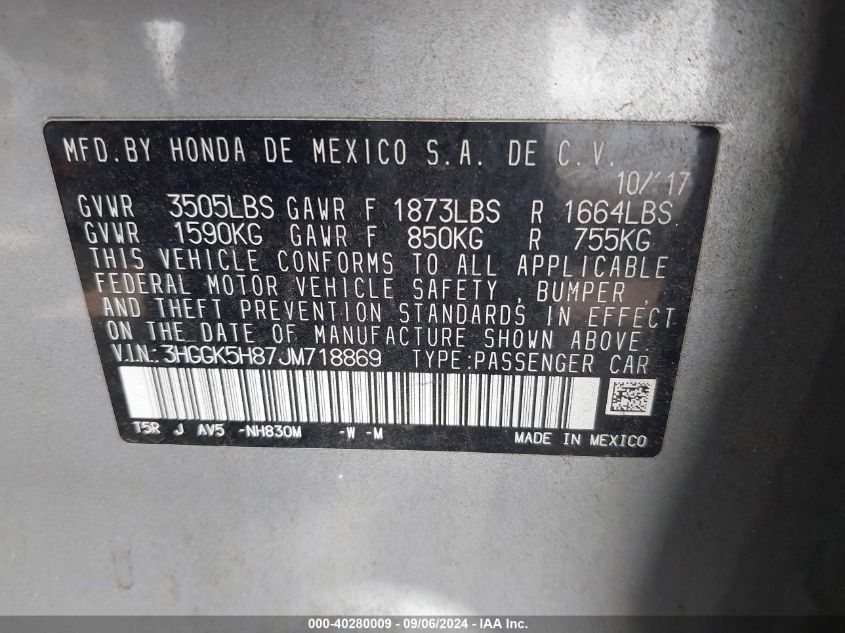 MFD.BY HONDA DE MEXICO S.A. DE C.V.
10/'17
GVWR 3505LBS GAWR F 1873LBS R 1664LBS
GVWR 1590KG GAWR F 850KG R 755KG
THIS VEHICLE CONFORMS TO ALL APPLICABLE
FEDERAL MOTOR VEHICLE SAFETY, BUMPER,
AND THEFT PREVENTION STANDARDS IN EFFECT
ON THE DATE OF MANUFACTURE SHOWN ABOVE.
V.I.N: 3HGGK5H87JM718869 TYPE:PASSENGER CAR
T5R J AV5 -NH830M -W -M MADE IN MEXICO
000-40280009 - 09/06/2024 - IAAI.com